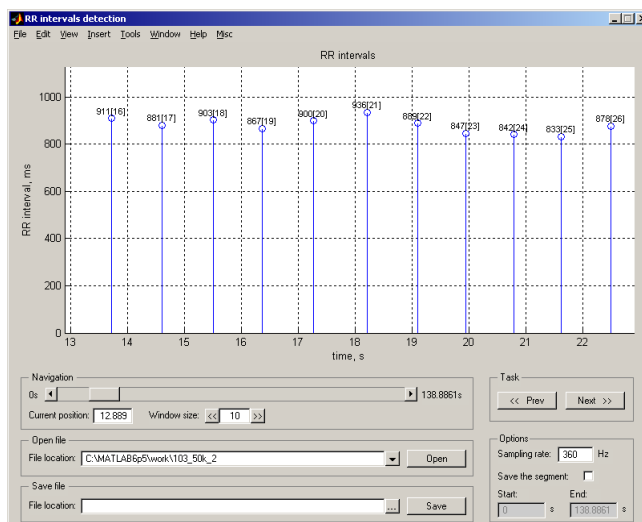 RR intervals detection
File Edit View Insert Tools Window Help Misc
RR intervals
RR interval, ms
1000
800
600
400
200
0
911[16]
881[17]
903[18]
867[19]
900[20]
936[21]
889[22]
847[23]
842[24]
833[25]
878[26]
13 14 15 16 17 18 19 20 21 22
time, s
Navigation
0s 138.8861s
Current position: 12.889 Window size: << 10 >>
Task
<< Prev Next >>
Open file
File location: C:\MATLAB6p5\work\103_50k_2 Open
Save file
File location: ... Save
Options
Sampling rate: 360 Hz
Save the segment:
Start: End:
0 s 138.8861 s